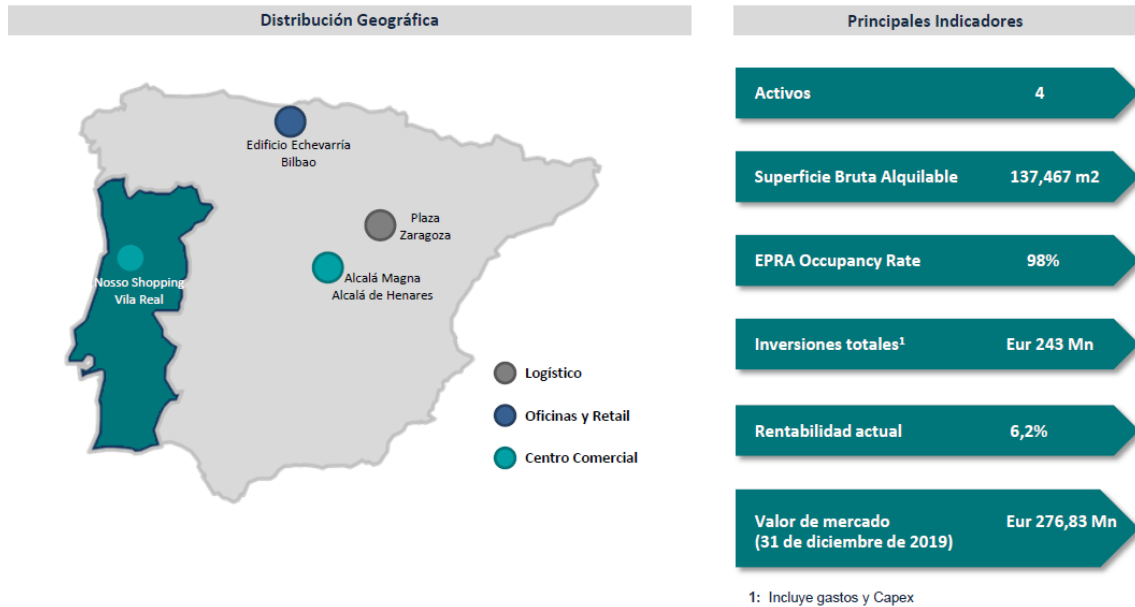 Distribución Geográfica
Edificio Echevarría
Bilbao
Plaza
Zaragoza
Alcalá Magna
Alcalá de Henares
Nosso Shopping
Vila Real
Logístico
Oficinas y Retail
Centro Comercial
Principales Indicadores
Activos 4
Superficie Bruta Alquilable 137,467 m2
EPRA Occupancy Rate 98%
Inversiones totales¹ Eur 243 Mn
Rentabilidad actual 6,2%
Valor de mercado Eur 276,83 Mn
(31 de diciembre de 2019)
1: Incluye gastos y Capex